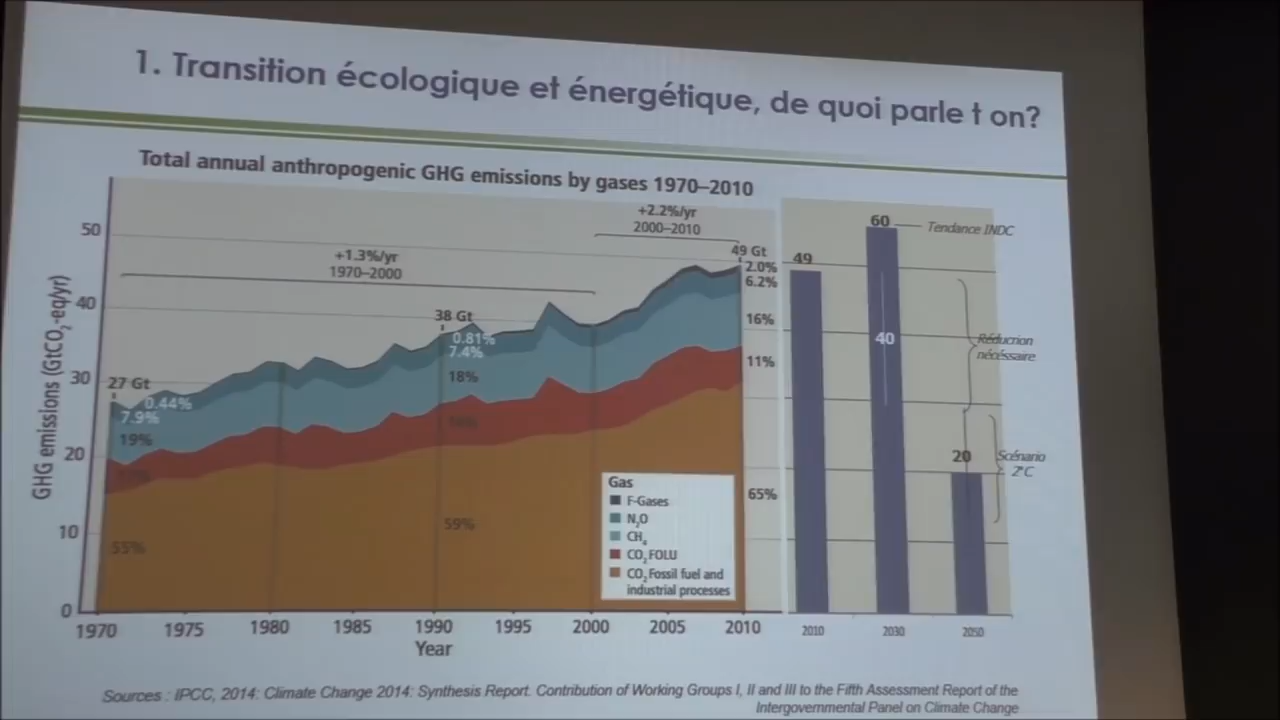 1. Transition écologique et énergétique, de quoi parle t on?
Total annual anthropogenic GHG emissions by gases 1970–2010
GHG emissions (GtCO2-eq/yr)
50
40
30
20
10
0
+1.3%/yr
1970–2000
+2.2%/yr
2000–2010
27 Gt
0.44%
7.9%
19%
55%
38 Gt
0.81%
7.4%
18%
59%
49 Gt
2.0%
6.2%
16%
11%
65%
Gas
F-Gases
N2O
CH4
CO2 FOLU
CO2 Fossil fuel and
industrial processes
1970 1975 1980 1985 1990 1995 2000 2005 2010
Year
49
60
Tendance INDC
40
Réduction
nécéssaire
20
Scénario
2°C
2010 2030 2050
Sources : IPCC, 2014: Climate Change 2014: Synthesis Report. Contribution of Working Groups I, II and III to the Fifth Assessment Report of the
Intergovernmental Panel on Climate Change